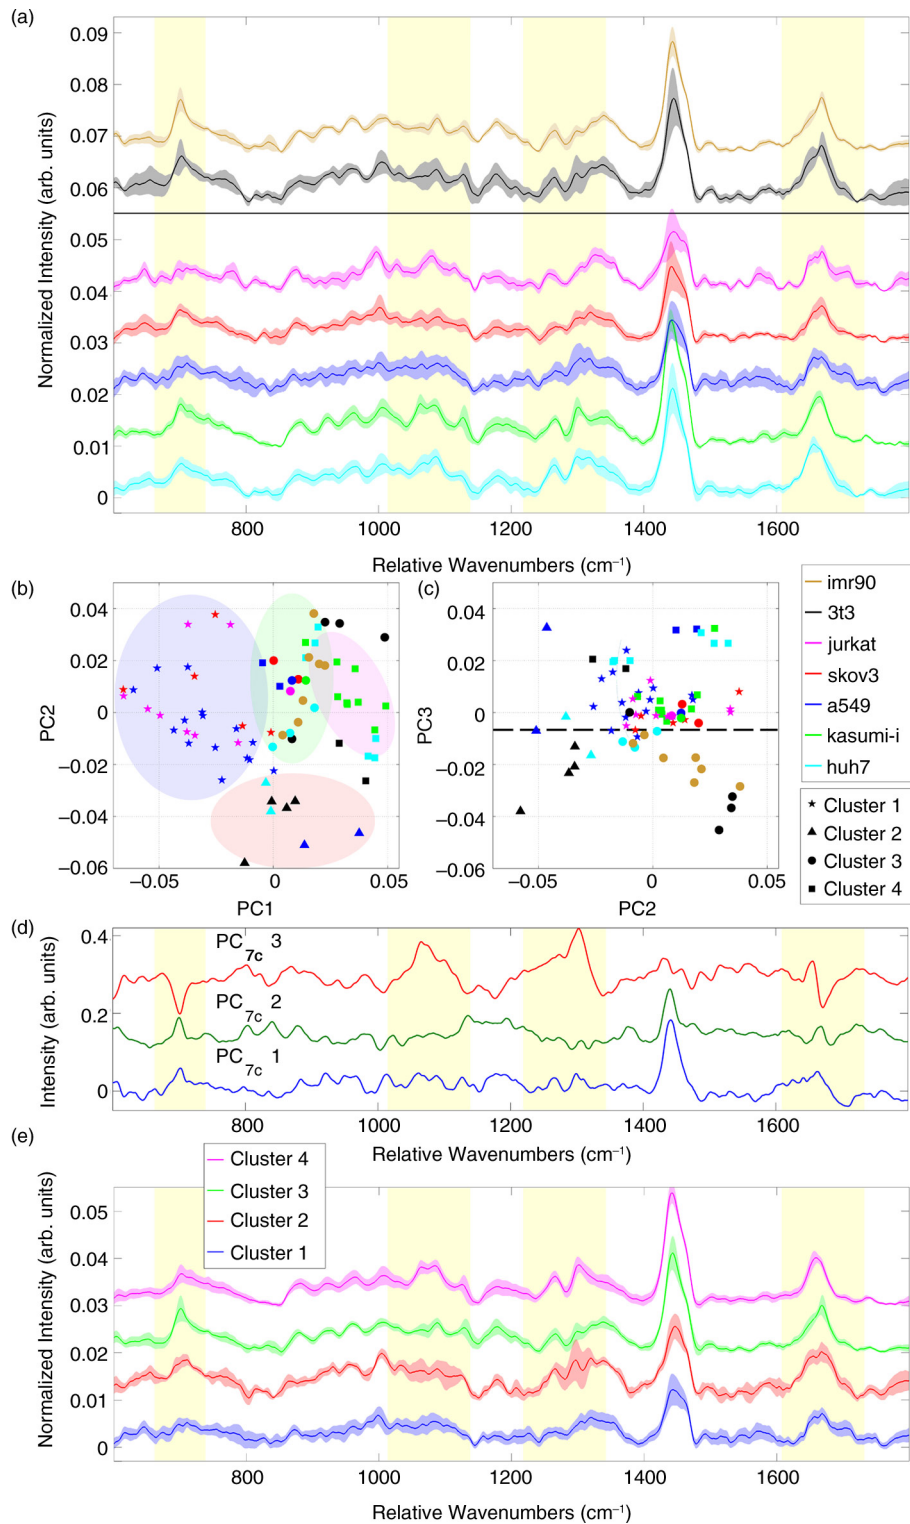 (a)
Normalized Intensity (arb. units)
0.09
0.08
0.07
0.06
0.05
0.04
0.03
0.02
0.01
0
800 1000 1200 1400 1600
Relative Wavenumbers (cm−1)
(b)
PC2
0.04
0.02
0
−0.02
−0.04
−0.06
−0.05 0 0.05
PC1
(c)
PC3
0.04
0.02
0
−0.02
−0.04
−0.06
−0.05 0 0.05
PC2
imr90
3t3
jurkat
skov3
a549
kasumi-i
huh7
Cluster 1
Cluster 2
Cluster 3
Cluster 4
(d)
Intensity (arb. units)
0.4
0.2
0
PC7c 3
PC7c 2
PC7c 1
800 1000 1200 1400 1600
Relative Wavenumbers (cm−1)
(e)
Cluster 4
Cluster 3
Cluster 2
Cluster 1
Normalized Intensity (arb. units)
0.05
0.04
0.03
0.02
0.01
0
800 1000 1200 1400 1600
Relative Wavenumbers (cm−1)